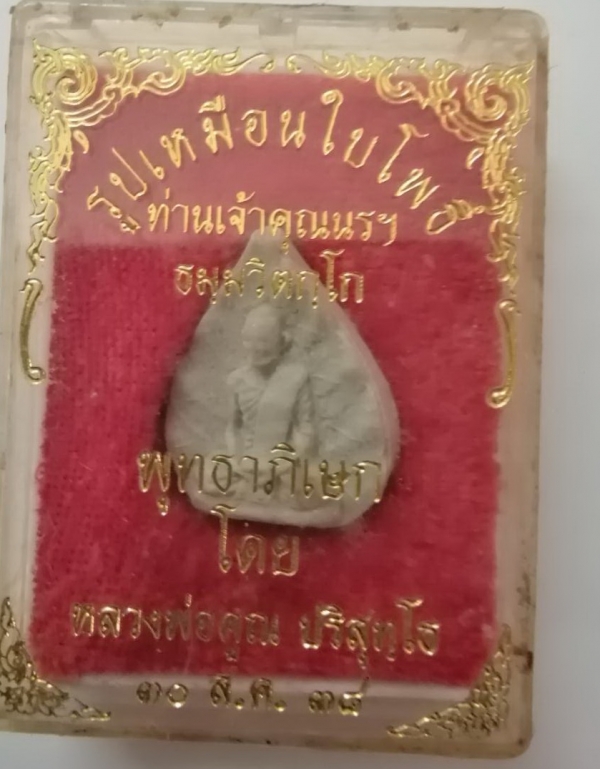 รูปเหมือนใบโพธิ์
ท่านเจ้าคุณนรฯ
ธมฺมวิตกฺโก
พุทธาภิเษก
โดย
หลวงพ่อคูณ ปริสุทฺโธ
๓๐ ส.ค. ๓๘